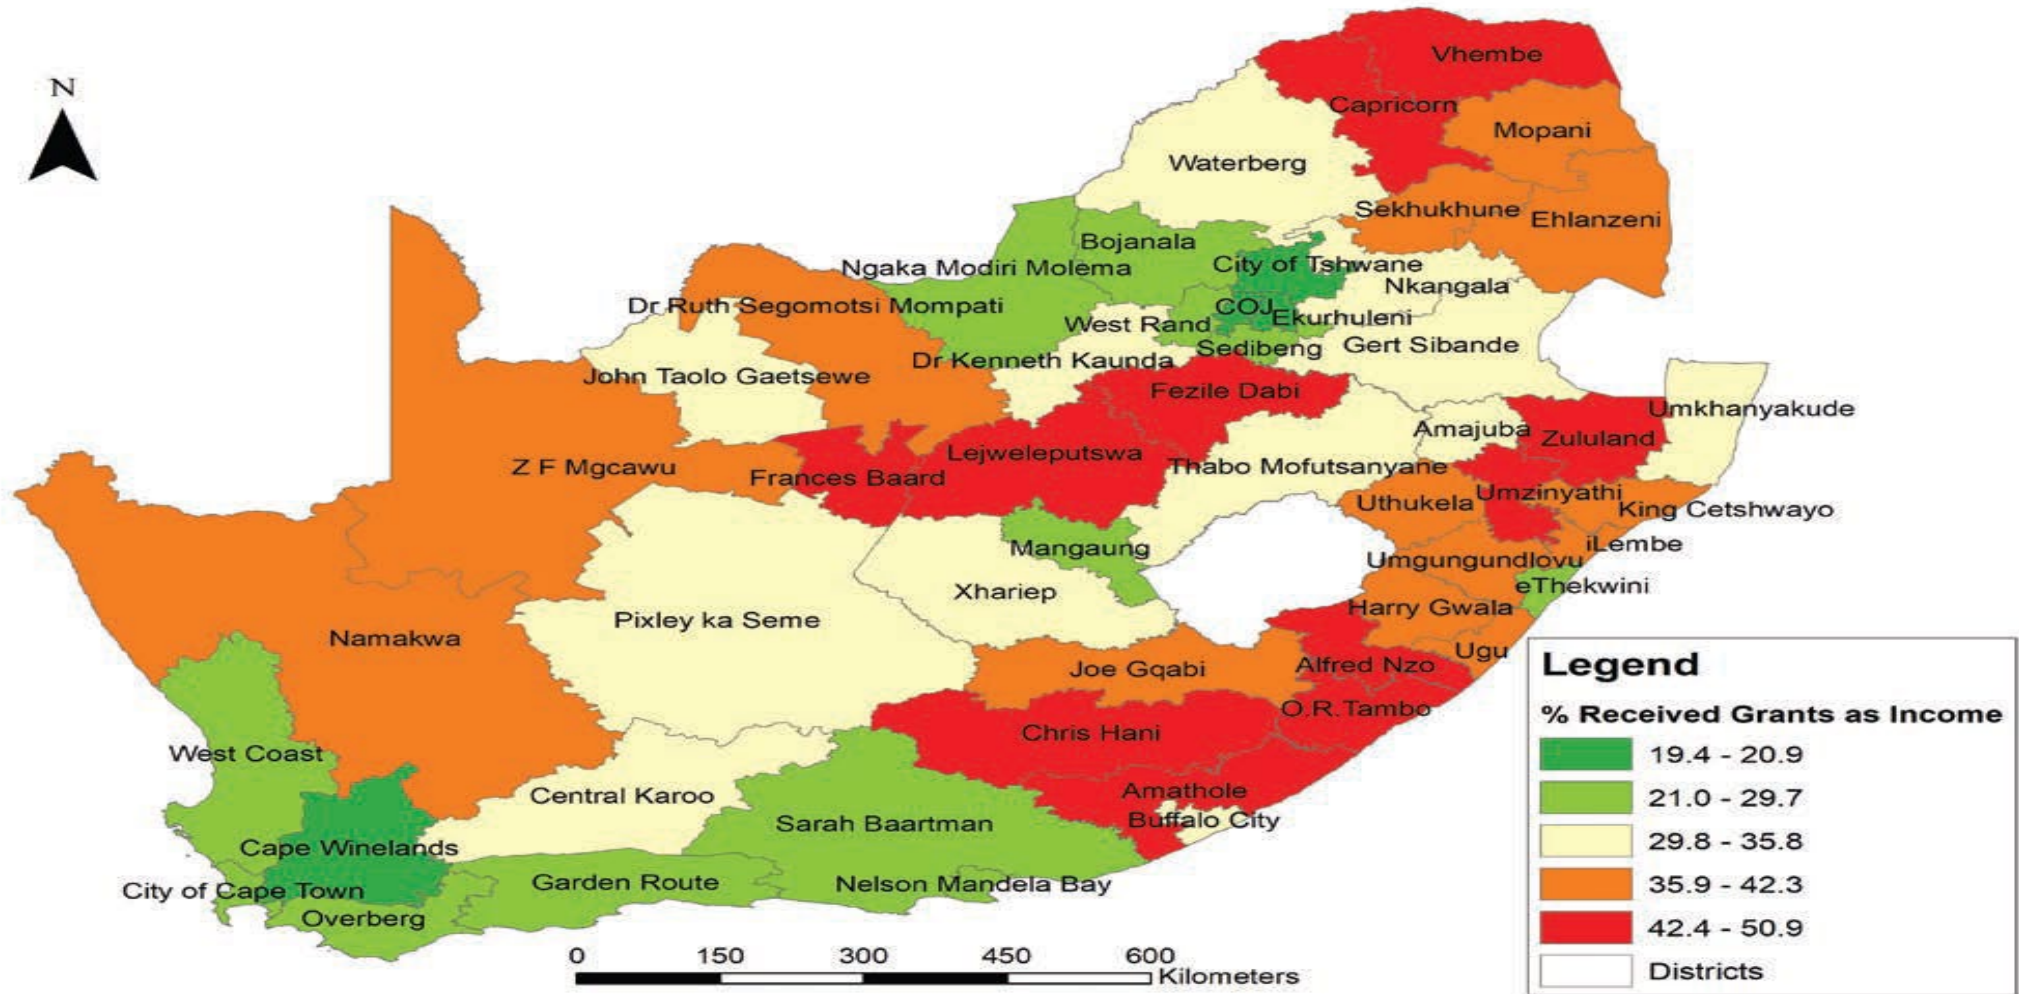 N
Vhembe
Capricorn
Mopani
Waterberg
Sekhukhune
Ehlanzeni
Bojanala
Ngaka Modiri Molema
City of Tshwane
Nkangala
Dr Ruth Segomotsi Mompati
COJ
Ekurhuleni
West Rand
Sedibeng
Gert Sibande
Dr Kenneth Kaunda
John Taolo Gaetsewe
Fezile Dabi
Umkhanyakude
Amajuba
Zululand
Lejweleputswa
Z F Mgcawu
Thabo Mofutsanyane
Frances Baard
Uthukela
Umzinyathi
King Cetshwayo
Mangaung
iLembe
Umgungundlovu
eThekwini
Xhariep
Harry Gwala
Pixley ka Seme
Namakwa
Ugu
Joe Gqabi
Alfred Nzo
O.R.Tambo
Chris Hani
West Coast
Amathole
Central Karoo
Buffalo City
Sarah Baartman
Cape Winelands
Garden Route
Nelson Mandela Bay
City of Cape Town
Overberg
0 150 300 450 600
Kilometers
Legend
% Received Grants as Income
19.4 - 20.9
21.0 - 29.7
29.8 - 35.8
35.9 - 42.3
42.4 - 50.9
Districts